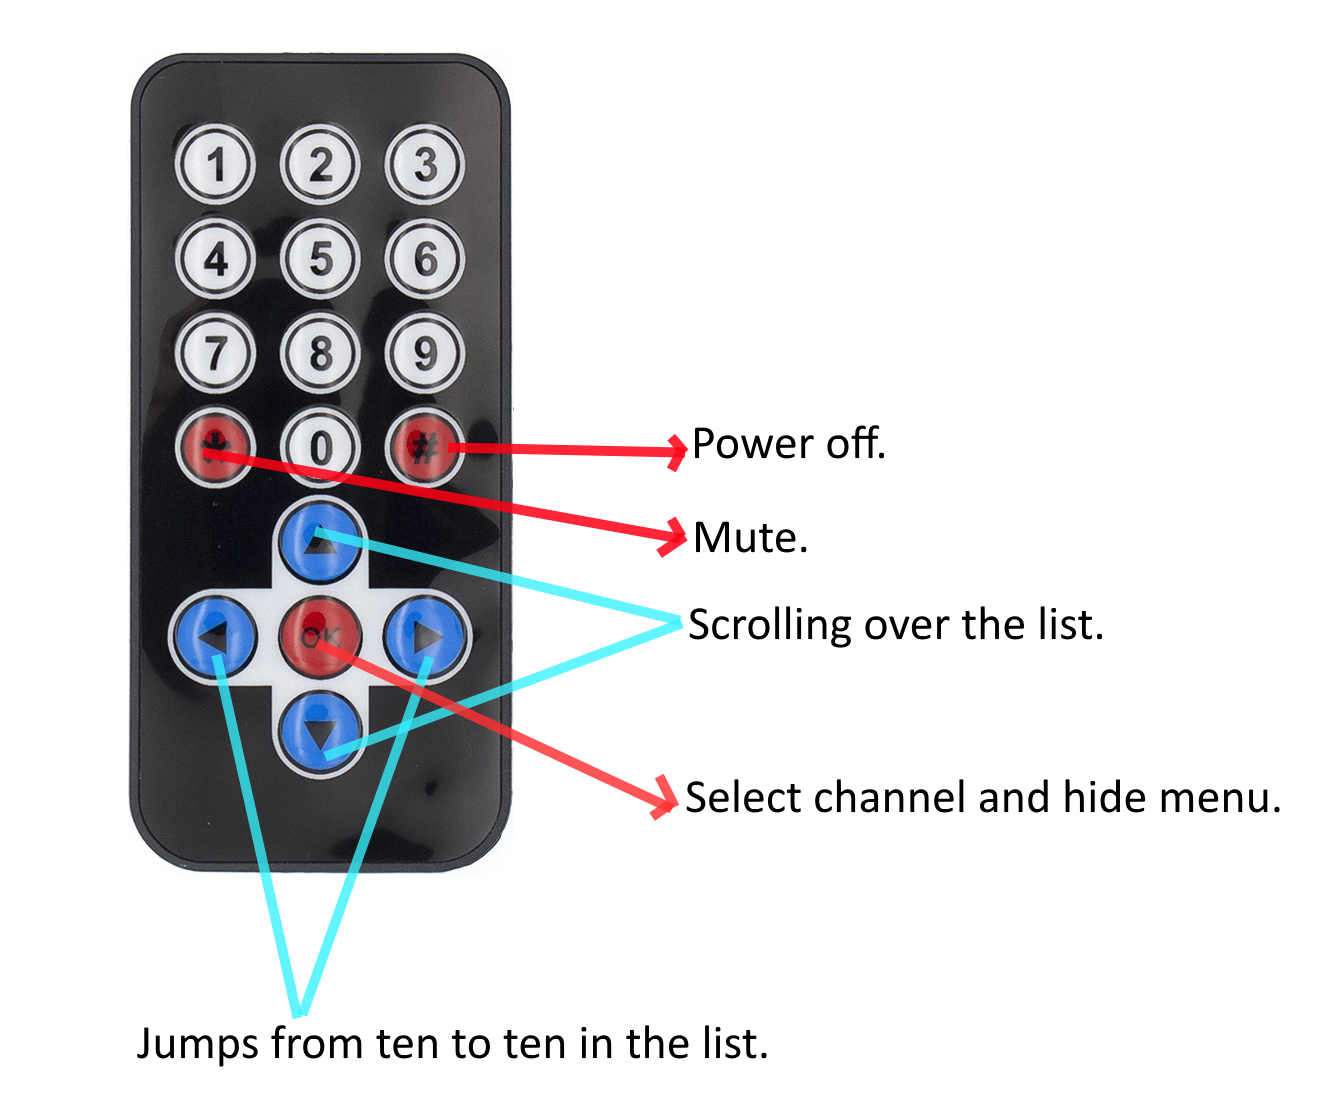 1 2 3
4 5 6
7 8 9
* 0 #
Power off.
Mute.
OK
Scrolling over the list.
Select channel and hide menu.
Jumps from ten to ten in the list.